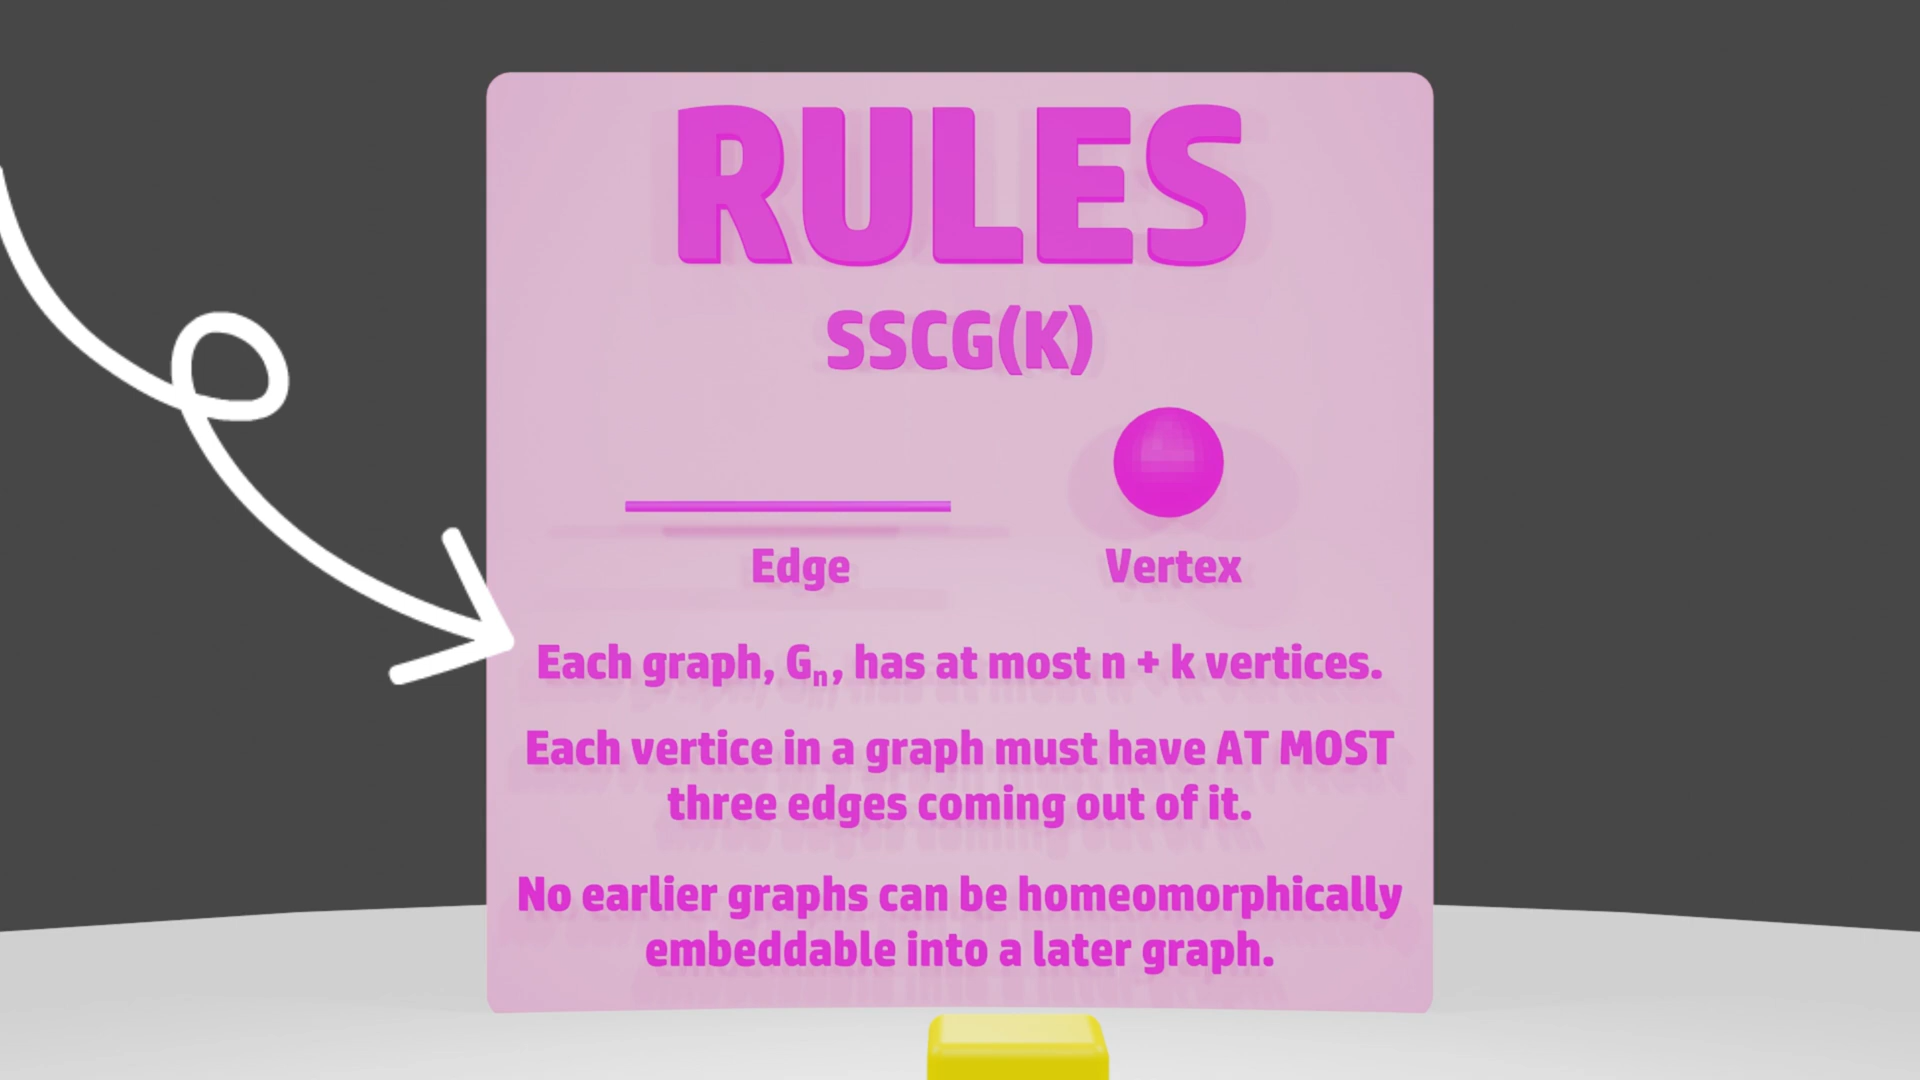 RULES
SSCG(K)
Edge
Vertex
Each graph, Gₙ, has at most n + k vertices.
Each vertice in a graph must have AT MOST
three edges coming out of it.
No earlier graphs can be homeomorphically
embeddable into a later graph.